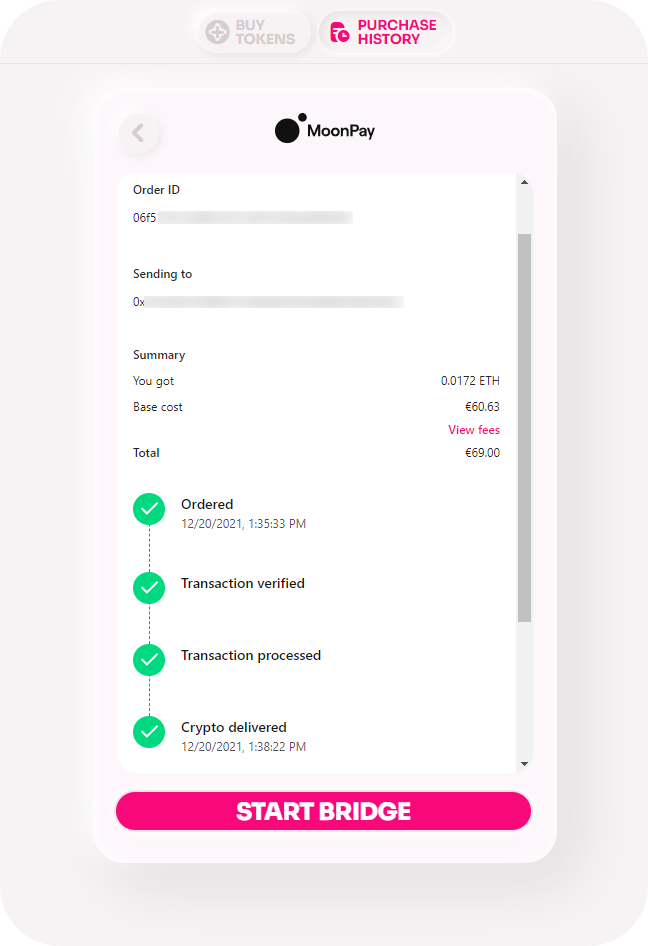 BUY
TOKENS
PURCHASE
HISTORY
MoonPay
Order ID
06f5
Sending to
0x
Summary
You got 0.0172 ETH
Base cost €60.63
View fees
Total €69.00
Ordered
12/20/2021, 1:35:33 PM
Transaction verified
Transaction processed
Crypto delivered
12/20/2021, 1:38:22 PM
START BRIDGE